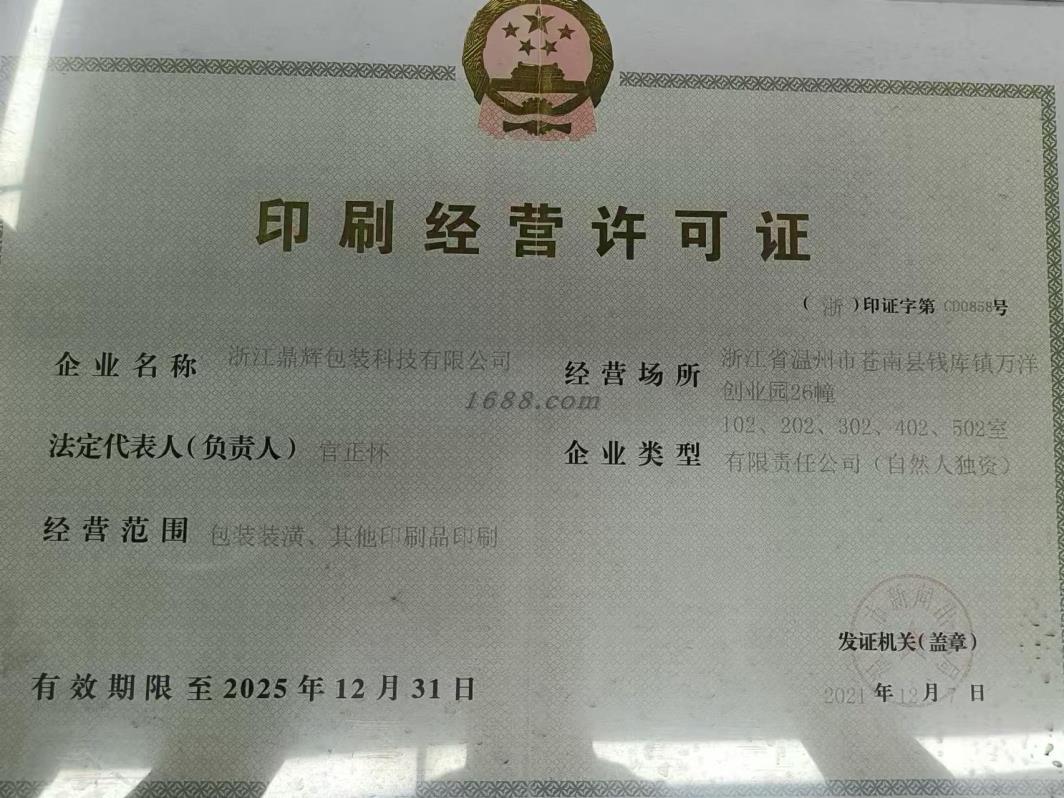 印刷经营许可证
（浙）印证字第CD0858号
企业名称 浙江鼎辉包装科技有限公司
经营场所 浙江省温州市苍南县钱库镇万洋
创业园26幢
102、202、302、402、502室
1688.com
法定代表人(负责人) 官正怀
企业类型 有限责任公司（自然人独资）
经营范围 包装装潢、其他印刷品印刷
新闻出
发证机关(盖章)
有效期限至2025年12月31日
2021年12月7日